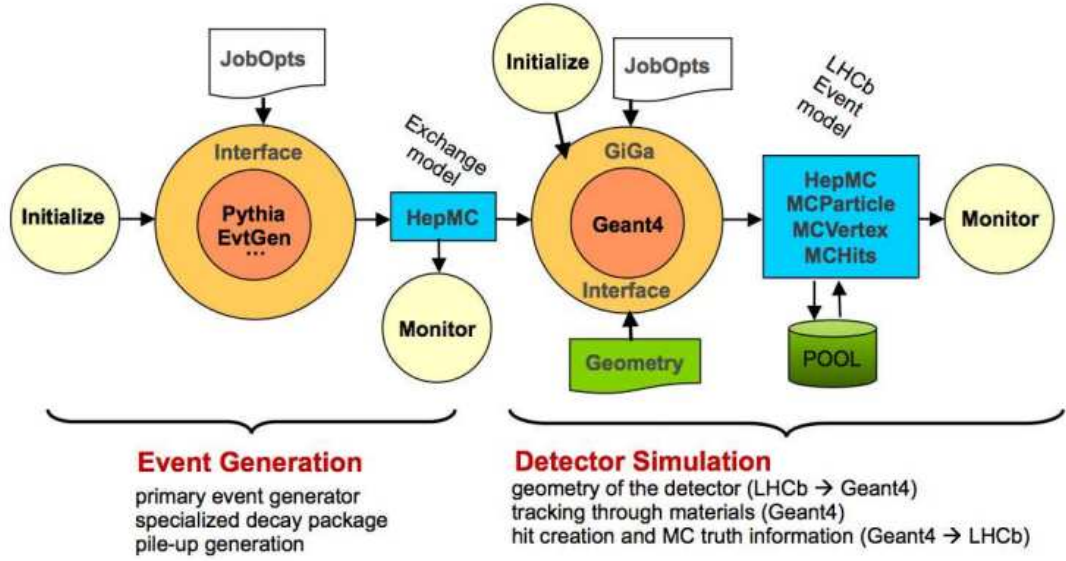 JobOpts
Initialize
JobOpts
LHCb
Event
model
Exchange
model
Interface
GiGa
Initialize
Pythia
EvtGen
...
HepMC
Geant4
HepMC
MCParticle
MCVertex
MCHits
Monitor
Interface
Monitor
Geometry
POOL
Event Generation
primary event generator
specialized decay package
pile-up generation
Detector Simulation
geometry of the detector (LHCb → Geant4)
tracking through materials (Geant4)
hit creation and MC truth information (Geant4 → LHCb)